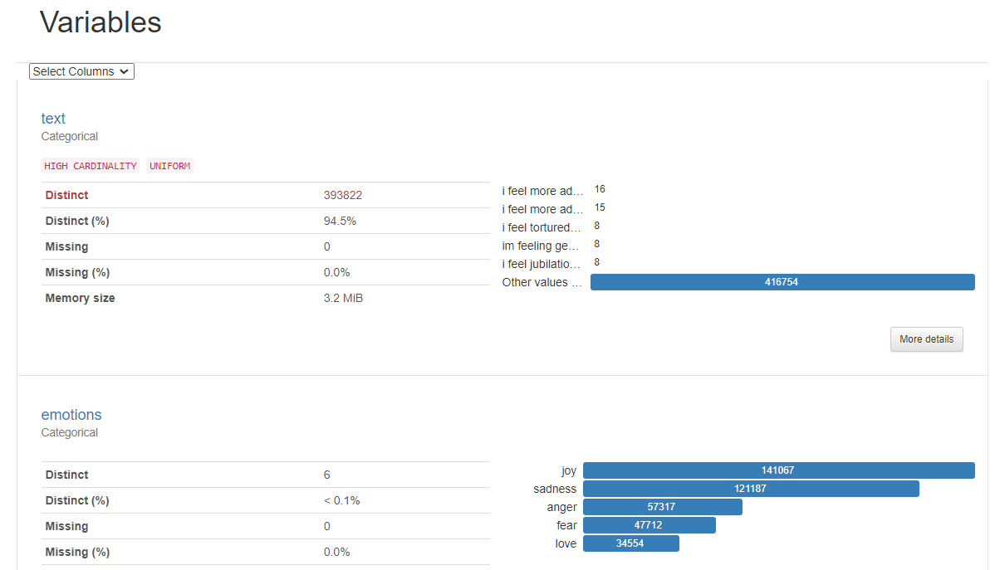 Variables
Select Columns
text
Categorical
HIGH CARDINALITY UNIFORM
Distinct 393822
Distinct (%) 94.5%
Missing 0
Missing (%) 0.0%
Memory size 3.2 MiB
i feel more ad... 16
i feel more ad... 15
i feel tortured... 8
im feeling ge... 8
i feel jubilatio... 8
Other values ... 416754
More details
emotions
Categorical
Distinct 6
Distinct (%) < 0.1%
Missing 0
Missing (%) 0.0%
joy 141067
sadness 121187
anger 57317
fear 47712
love 34554